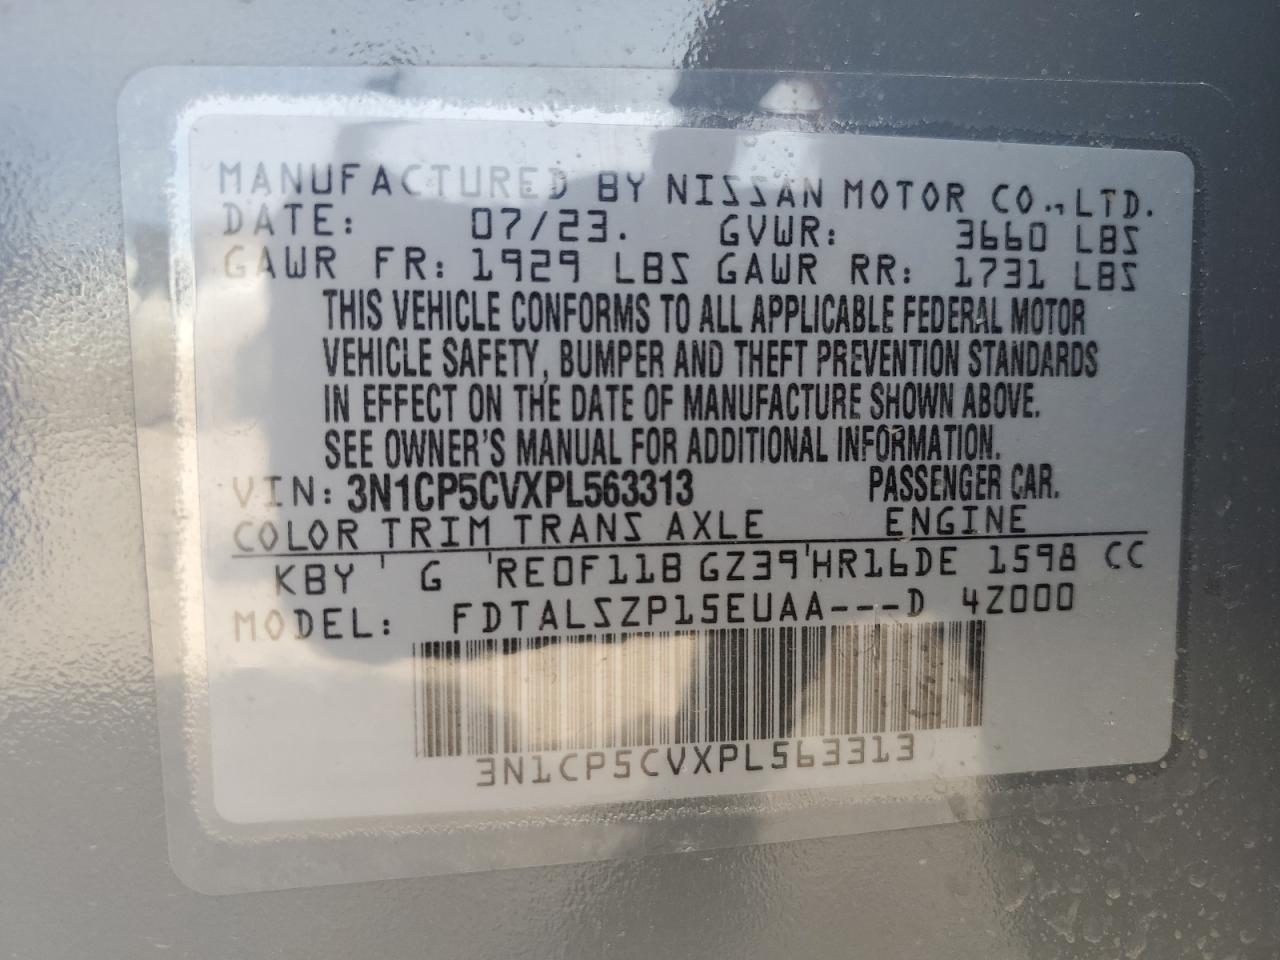 MANUFACTURED BY NISSAN MOTOR CO., LTD.
DATE: 07/23. GVWR: 3660 LBS
GAWR FR: 1929 LBS GAWR RR: 1731 LBS
THIS VEHICLE CONFORMS TO ALL APPLICABLE FEDERAL MOTOR
VEHICLE SAFETY, BUMPER AND THEFT PREVENTION STANDARDS
IN EFFECT ON THE DATE OF MANUFACTURE SHOWN ABOVE.
SEE OWNER'S MANUAL FOR ADDITIONAL INFORMATION.
VIN: 3N1CP5CVXPL563313 PASSENGER CAR.
COLOR TRIM TRANS AXLE ENGINE
KBY ' G 'RE0F11B GZ39'HR16DE 1598 CC
MODEL: FDTALSZP15EUAA---D 4Z000
3N1CP5CVXPL563313